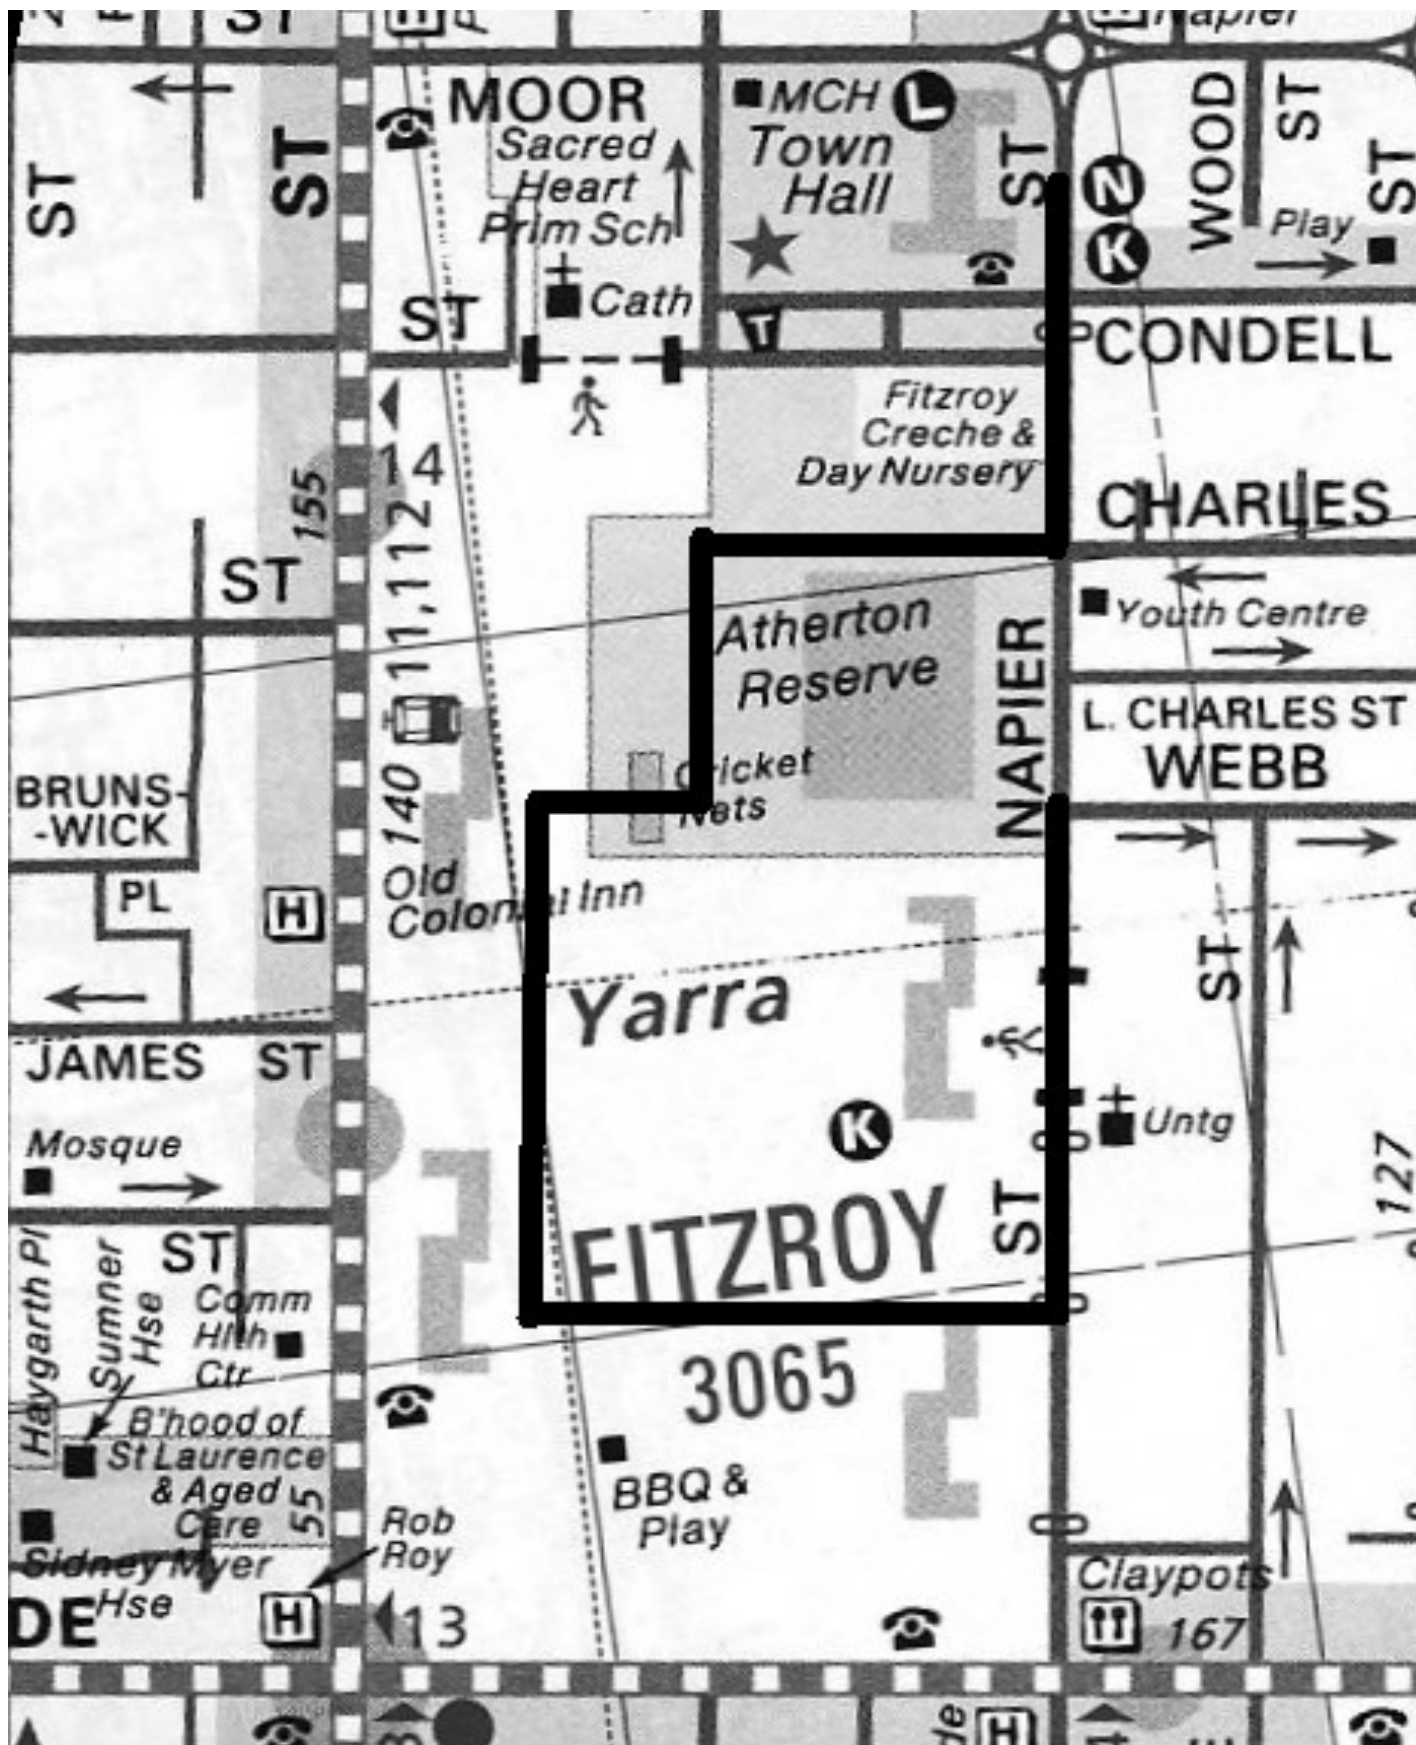 ST
Napier
MOOR
ST
ST
ST
Sacred
Heart
Prim Sch
Cath
ST
MCH
L
Town
Hall
ST
T
N
K
WOOD
ST
ST
Play
CP
CONDELL
Fitzroy
Creche &
Day Nursery
14
155
11,112
CHARLES
ST
Atherton
Reserve
Youth Centre
NAPIER
L. CHARLES ST
WEBB
Cricket
Nets
BRUNS-
-WICK
140
PL
H
Old
Colonial Inn
ST
Yarra
JAMES ST
Mosque
K
Untg
127
FITZROY
ST
ST
Haygarth Pl
Sumner
Hse
Comm
Hlth
Ctr
3065
B'hood of
St Laurence
& Aged
Care
55
Rob
Roy
BBQ &
Play
Sidney Myer
Hse
DE
H
13
Claypots
167
H